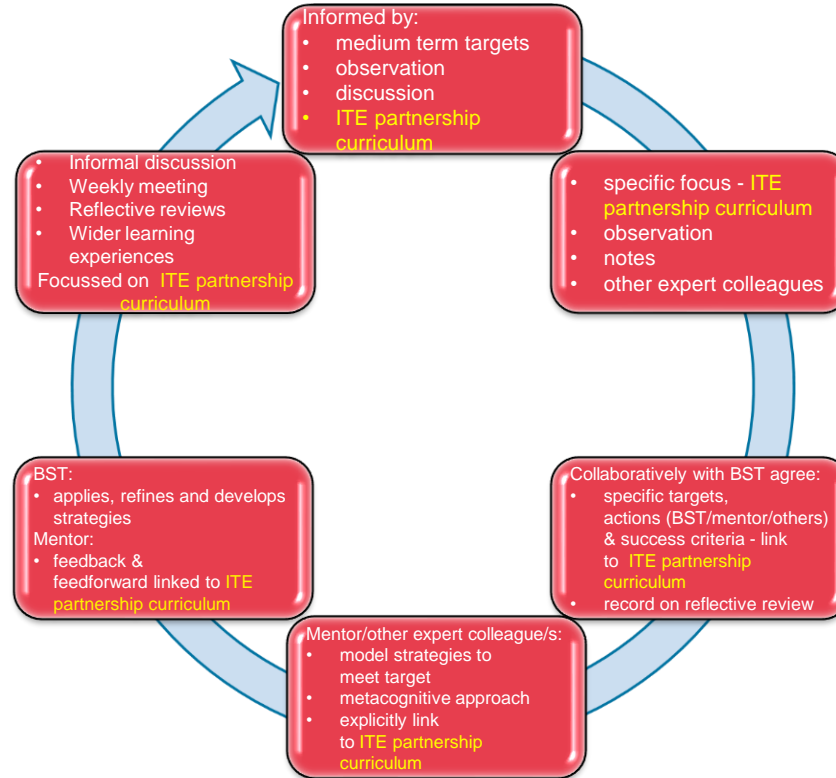 Informed by:
• medium term targets
• observation
• discussion
• ITE partnership
curriculum
• specific focus - ITE
partnership curriculum
• observation
• notes
• other expert colleagues
Collaboratively with BST agree:
• specific targets,
actions (BST/mentor/others)
& success criteria - link
to ITE partnership
curriculum
• record on reflective review
Mentor/other expert colleague/s:
• model strategies to
meet target
• metacognitive approach
• explicitly link
to ITE partnership
curriculum
BST:
• applies, refines and develops
strategies
Mentor:
• feedback &
feedforward linked to ITE
partnership curriculum
• Informal discussion
• Weekly meeting
• Reflective reviews
• Wider learning
experiences
Focussed on ITE partnership
curriculum